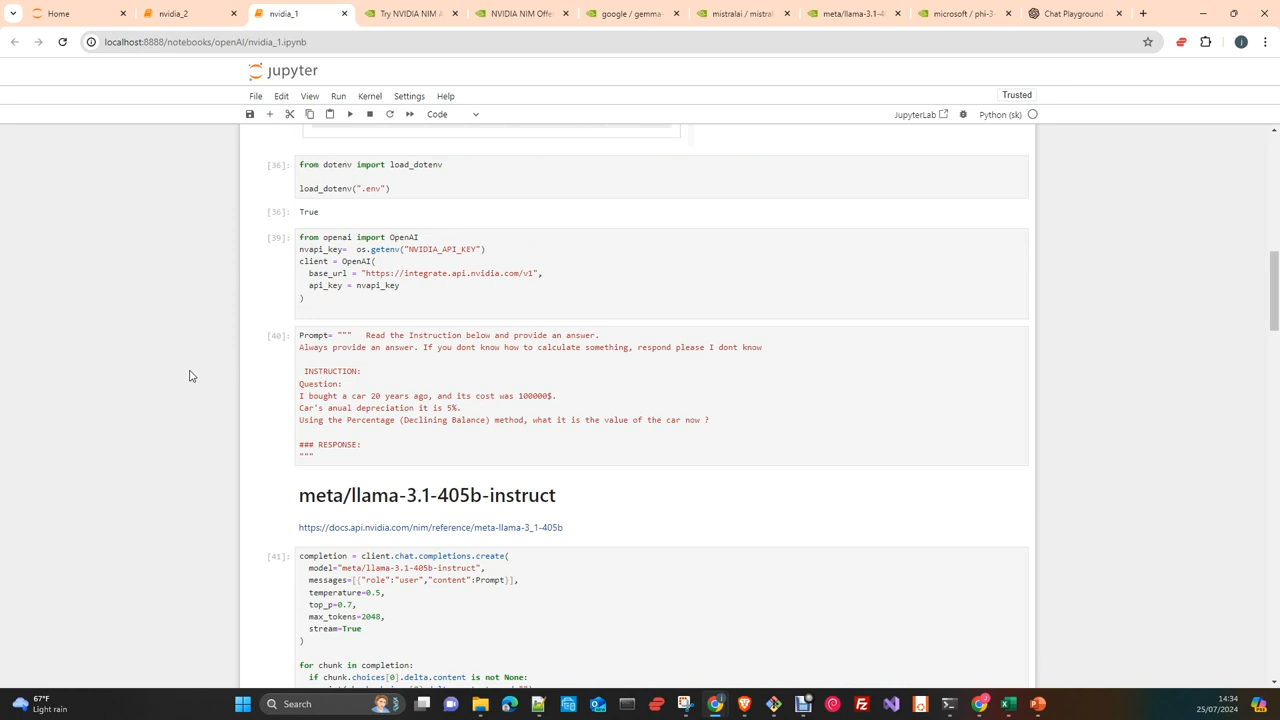 Home
nvidia_2
nvidia_1
Try NVIDIA NIM A
NVIDIA NIM Offe
google / gemma-
mistralai / mistral
meta/llama-3.1-4
microsoft / phi-3
Chat Playground
localhost:8888/notebooks/openAI/nvidia_1.ipynb
jupyter
File Edit View Run Kernel Settings Help
Trusted
Code
JupyterLab
Python (sk)
[36]:
from dotenv import load_dotenv
load_dotenv(".env")
[36]:
True
[39]:
from openai import OpenAI
nvapi_key=  os.getenv("NVIDIA_API_KEY")
client = OpenAI(
base_url = "https://integrate.api.nvidia.com/v1",
api_key = nvapi_key
)
[40]:
Prompt= """   Read the Instruction below and provide an answer.
Always provide an answer. If you dont know how to calculate something, respond please I dont know
INSTRUCTION:
Question:
I bought a car 20 years ago, and its cost was 100000$.
Car's anual depreciation it is 5%.
Using the Percentage (Declining Balance) method, what it is the value of the car now ?
### RESPONSE:
"""
meta/llama-3.1-405b-instruct
https://docs.api.nvidia.com/nim/reference/meta-llama-3_1-405b
[41]:
completion = client.chat.completions.create(
model="meta/llama-3.1-405b-instruct",
messages=[{"role":"user","content":Prompt}],
temperature=0.5,
top_p=0.7,
max_tokens=2048,
stream=True
)
for chunk in completion:
if chunk.choices[0].delta.content is not None:
67°F
Light rain
Search
14:34
25/07/2024